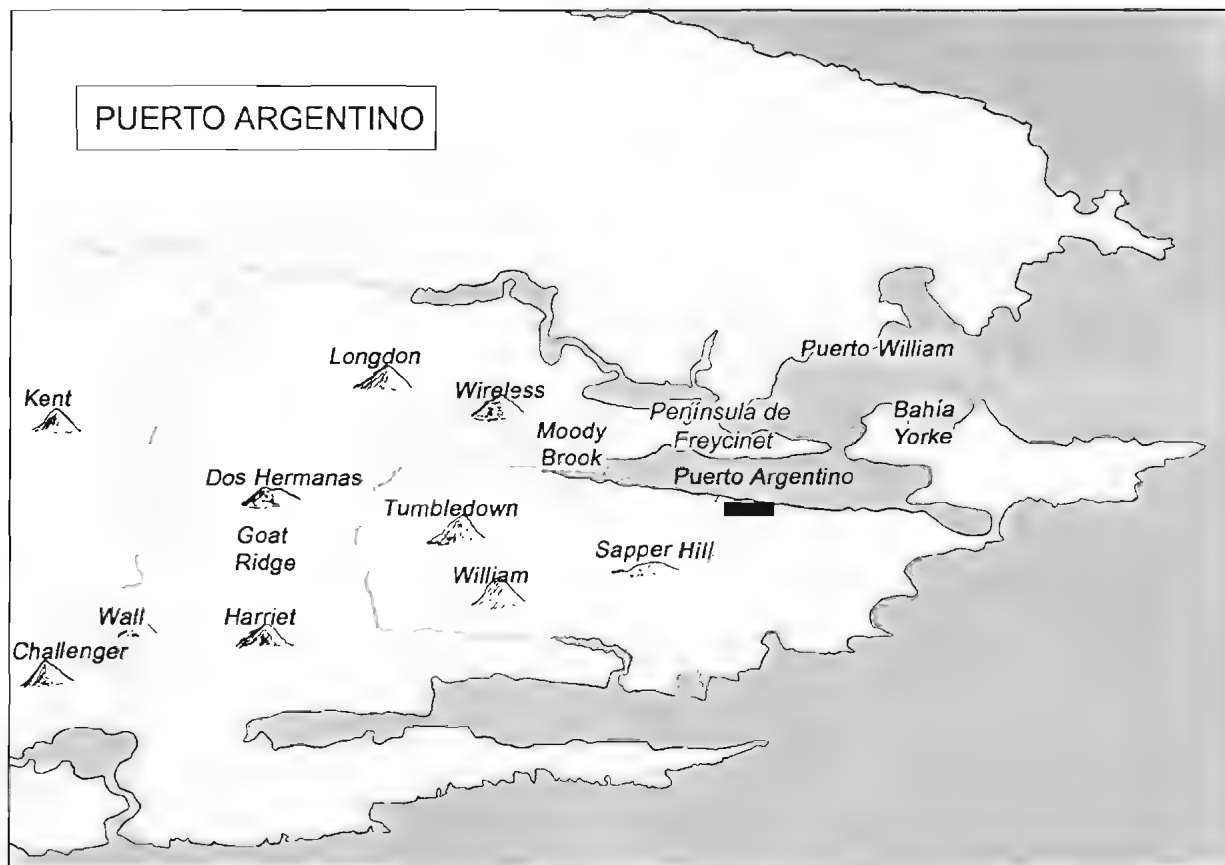 PUERTO ARGENTINO
Longdon
Kent
Wireless
Puerto William
Península de
Freycinet
Bahía
Yorke
Moody
Brook
Dos Hermanas
Puerto Argentino
Tumbledown
Goat
Ridge
Sapper Hill
William
Wall
Harriet
Challenger